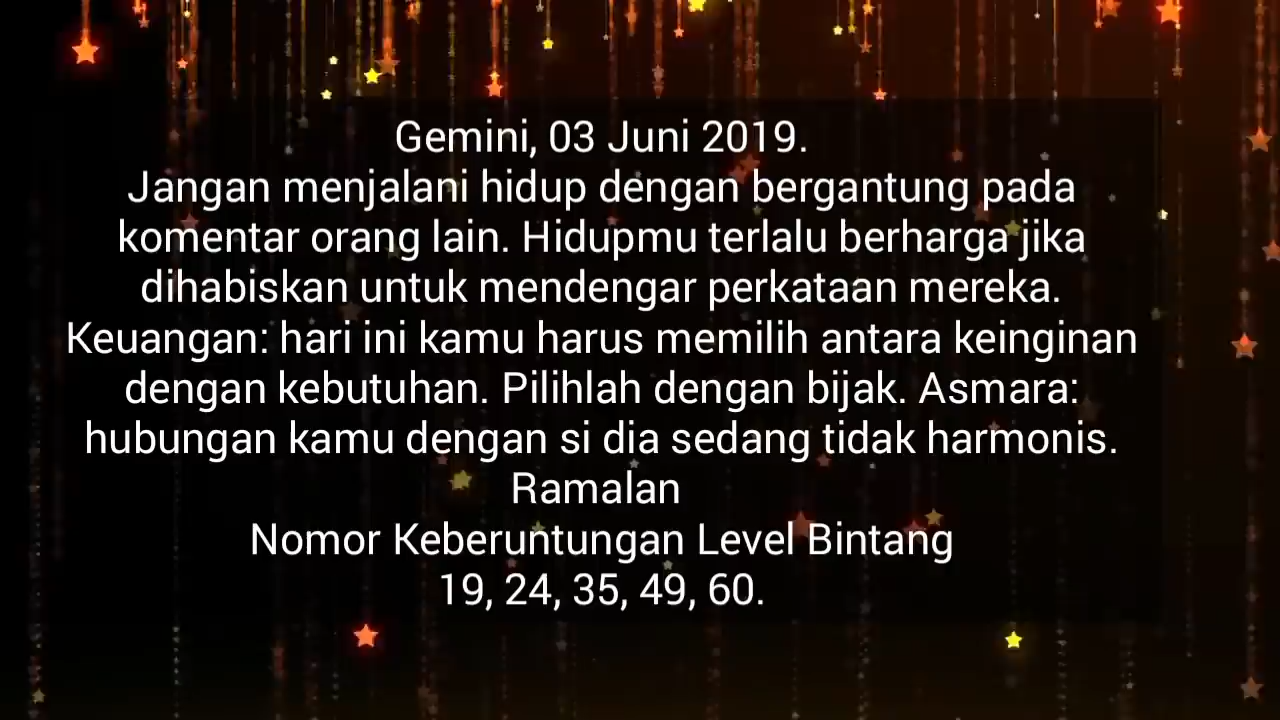 Gemini, 03 Juni 2019.
Jangan menjalani hidup dengan bergantung pada
komentar orang lain. Hidupmu terlalu berharga jika
dihabiskan untuk mendengar perkataan mereka.
Keuangan: hari ini kamu harus memilih antara keinginan
dengan kebutuhan. Pilihlah dengan bijak. Asmara:
hubungan kamu dengan si dia sedang tidak harmonis.
Ramalan
Nomor Keberuntungan Level Bintang
19, 24, 35, 49, 60.